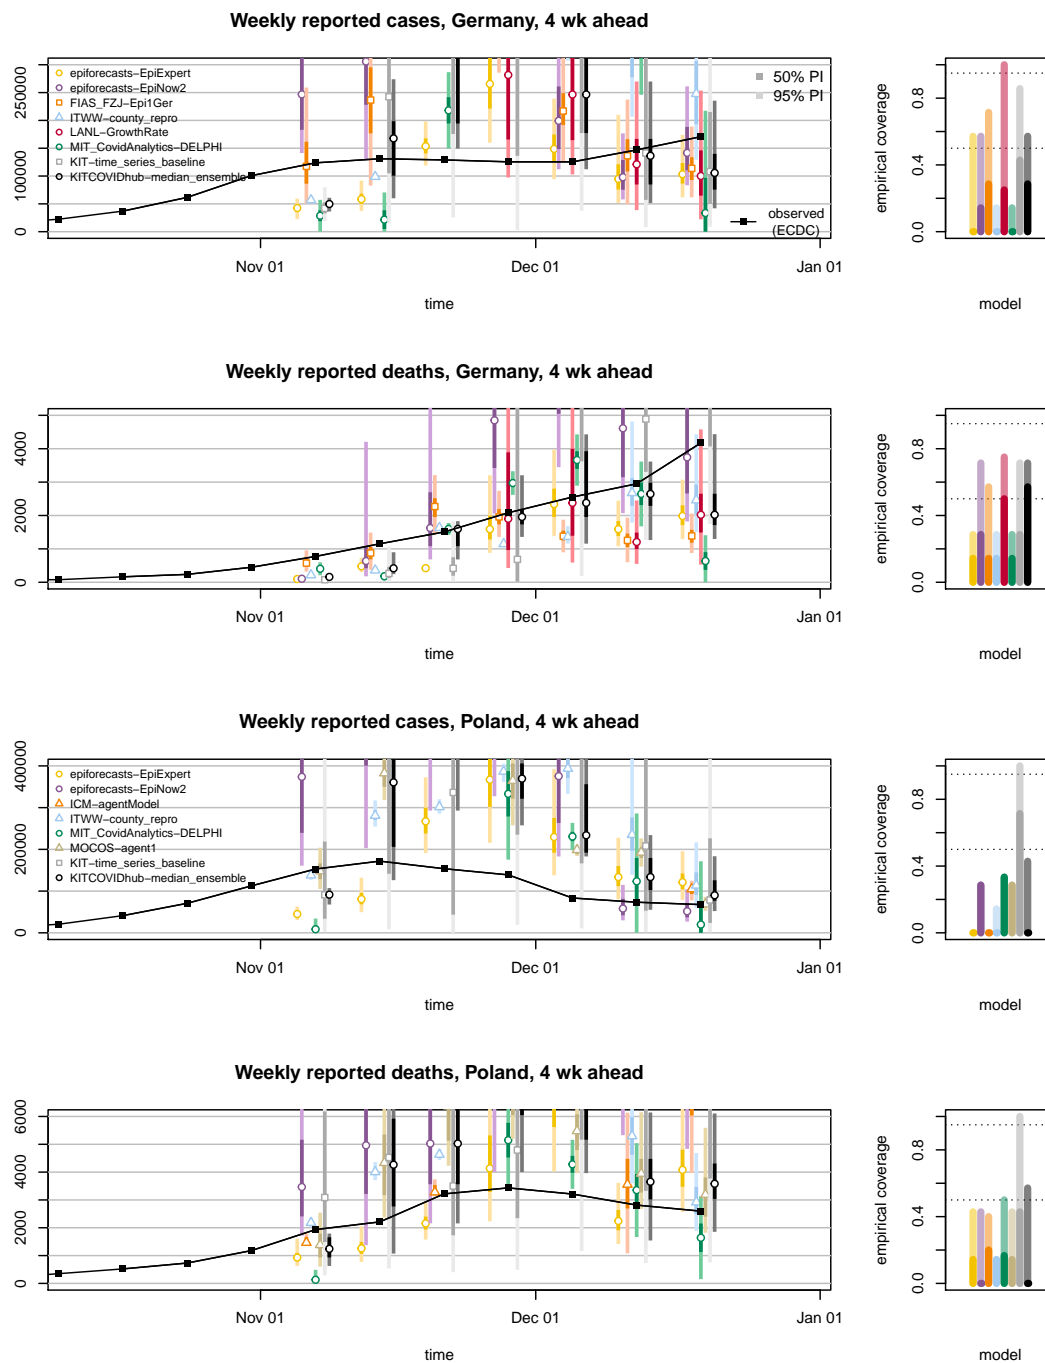 Weekly reported cases, Germany, 4 wk ahead
0
100000
250000
epiforecasts−EpiExpert
epiforecasts−EpiNow2
FIAS_FZJ−Epi1Ger
ITWW−county_repro
LANL−GrowthRate
MIT_CovidAnalytics−DELPHI
KIT−time_series_baseline
KITCOVIDhub−median_ensemble
50% PI
95% PI
observed
(ECDC)
Nov 01
Dec 01
Jan 01
time
empirical coverage
0.0
0.4
0.8
model
Weekly reported deaths, Germany, 4 wk ahead
0
2000
4000
Nov 01
Dec 01
Jan 01
time
empirical coverage
0.0
0.4
0.8
model
Weekly reported cases, Poland, 4 wk ahead
0
200000
400000
epiforecasts−EpiExpert
epiforecasts−EpiNow2
ICM−agentModel
ITWW−county_repro
MIT_CovidAnalytics−DELPHI
MOCOS−agent1
KIT−time_series_baseline
KITCOVIDhub−median_ensemble
Nov 01
Dec 01
Jan 01
time
empirical coverage
0.0
0.4
0.8
model
Weekly reported deaths, Poland, 4 wk ahead
0
2000
4000
6000
Nov 01
Dec 01
Jan 01
time
empirical coverage
0.0
0.4
0.8
model